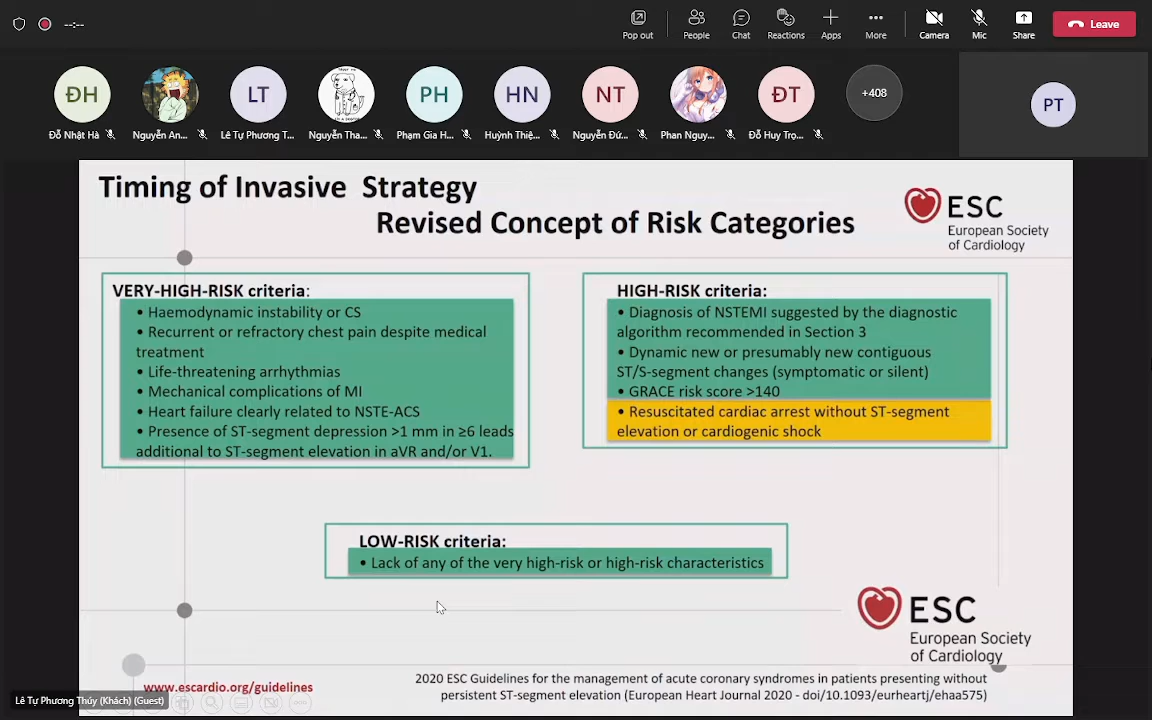 --:--
Pop out
People
Chat
Reactions
Apps
More
Camera
Mic
Share
Leave
ĐH
LT
PH
HN
NT
ĐT
+408
PT
Đỗ Nhật Hà
Nguyễn An...
Lê Tự Phương T...
Nguyễn Tha...
Phạm Gia H...
Huỳnh Thiệ...
Nguyễn Đứ...
Phan Nguy...
Đỗ Huy Trọ...
Timing of Invasive Strategy
Revised Concept of Risk Categories
ESC
European Society
of Cardiology
VERY-HIGH-RISK criteria:
• Haemodynamic instability or CS
• Recurrent or refractory chest pain despite medical
treatment
• Life-threatening arrhythmias
• Mechanical complications of MI
• Heart failure clearly related to NSTE-ACS
• Presence of ST-segment depression >1 mm in ≥6 leads
additional to ST-segment elevation in aVR and/or V1.
HIGH-RISK criteria:
• Diagnosis of NSTEMI suggested by the diagnostic
algorithm recommended in Section 3
• Dynamic new or presumably new contiguous
ST/S-segment changes (symptomatic or silent)
• GRACE risk score >140
• Resuscitated cardiac arrest without ST-segment
elevation or cardiogenic shock
LOW-RISK criteria:
• Lack of any of the very high-risk or high-risk characteristics
ESC
European Society
of Cardiology
www.escardio.org/guidelines
2020 ESC Guidelines for the management of acute coronary syndromes in patients presenting without
persistent ST-segment elevation (European Heart Journal 2020 - doi/10.1093/eurheartj/ehaa575)
Lê Tự Phương Thúy (Khách) (Guest)